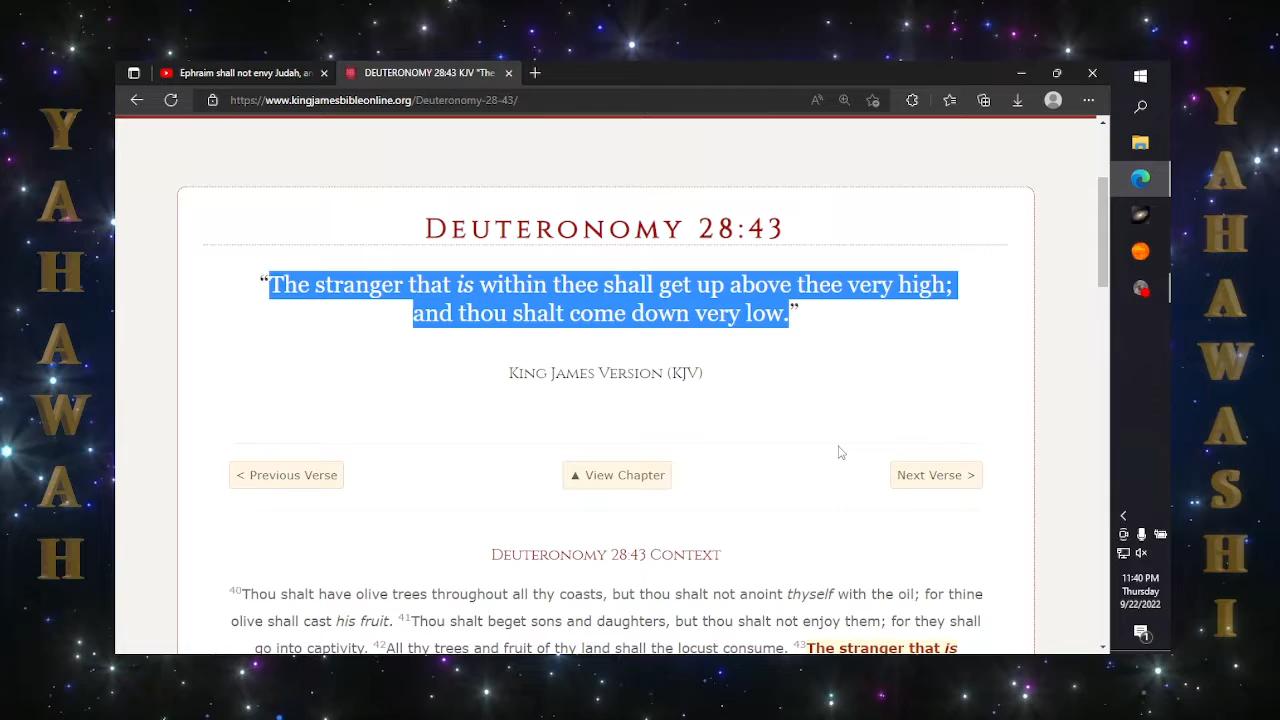 Ephraim shall not envy Judah, an
DEUTERONOMY 28:43 KJV "The
https://www.kingjamesbibleonline.org/Deuteronomy-28-43/
DEUTERONOMY 28:43
“The stranger that is within thee shall get up above thee very high;
and thou shalt come down very low.”
KING JAMES VERSION (KJV)
< Previous Verse
▲ View Chapter
Next Verse >
DEUTERONOMY 28:43 CONTEXT
40Thou shalt have olive trees throughout all thy coasts, but thou shalt not anoint thyself with the oil; for thine
olive shall cast his fruit. 41Thou shalt beget sons and daughters, but thou shalt not enjoy them; for they shall
go into captivity. 42All thy trees and fruit of thy land shall the locust consume. 43The stranger that is
YAHAWAH
YAHAWASHI
11:40 PM
Thursday
9/22/2022
1